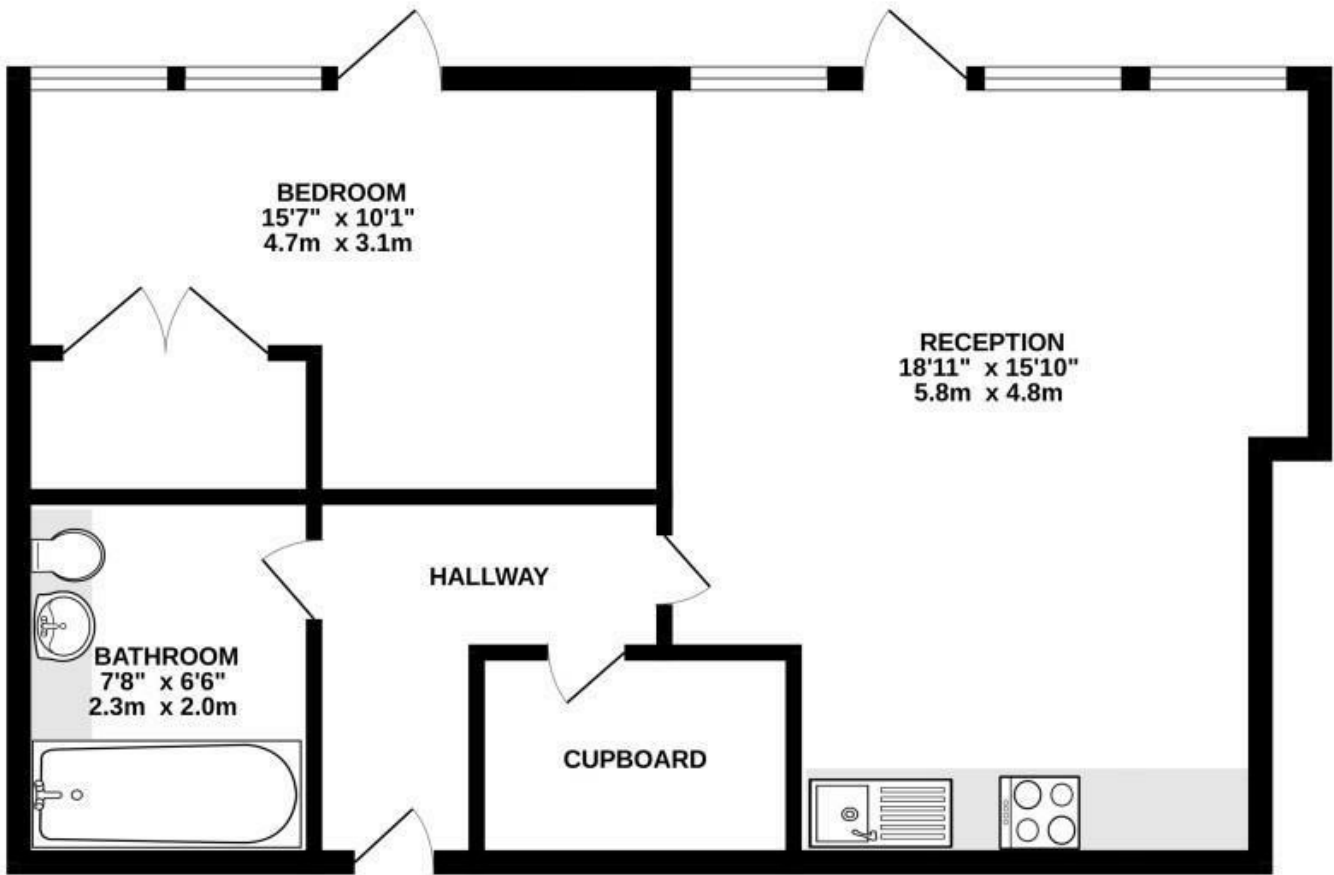 BEDROOM
15'7" x 10'1"
4.7m x 3.1m
RECEPTION
18'11" x 15'10"
5.8m x 4.8m
HALLWAY
BATHROOM
7'8" x 6'6"
2.3m x 2.0m
CUPBOARD